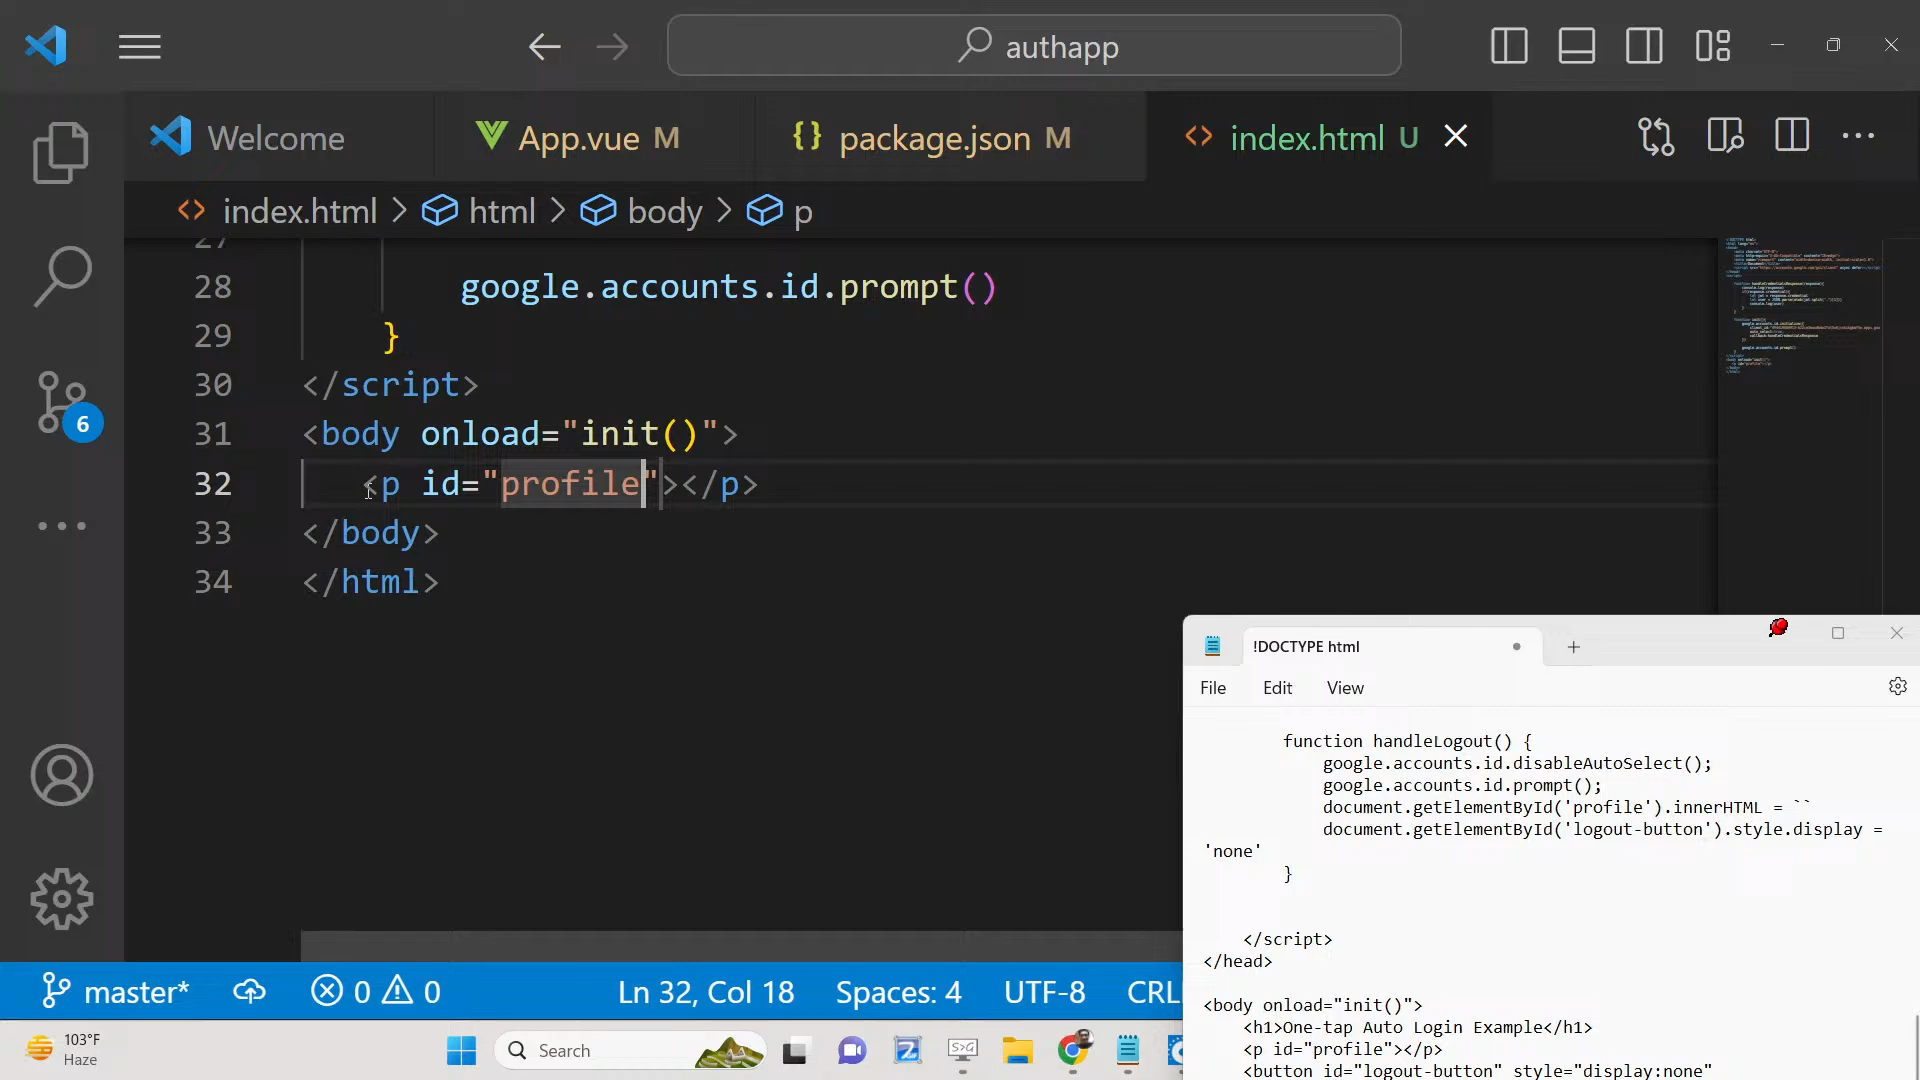 authapp
Welcome
App.vue M
package.json M
index.html U
index.html > html > body > p
27
28 google.accounts.id.prompt()
29 }
30 </script>
31 <body onload="init()">
32 <p id="profile"></p>
33 </body>
34 </html>
6
!DOCTYPE html
File Edit View
function handleLogout() {
google.accounts.id.disableAutoSelect();
google.accounts.id.prompt();
document.getElementById('profile').innerHTML = ``
document.getElementById('logout-button').style.display =
'none'
}
</script>
</head>
<body onload="init()">
<h1>One-tap Auto Login Example</h1>
<p id="profile"></p>
<button id="logout-button" style="display:none"
master* 0 0 Ln 32, Col 18 Spaces: 4 UTF-8 CRL
103°F
Haze
Search